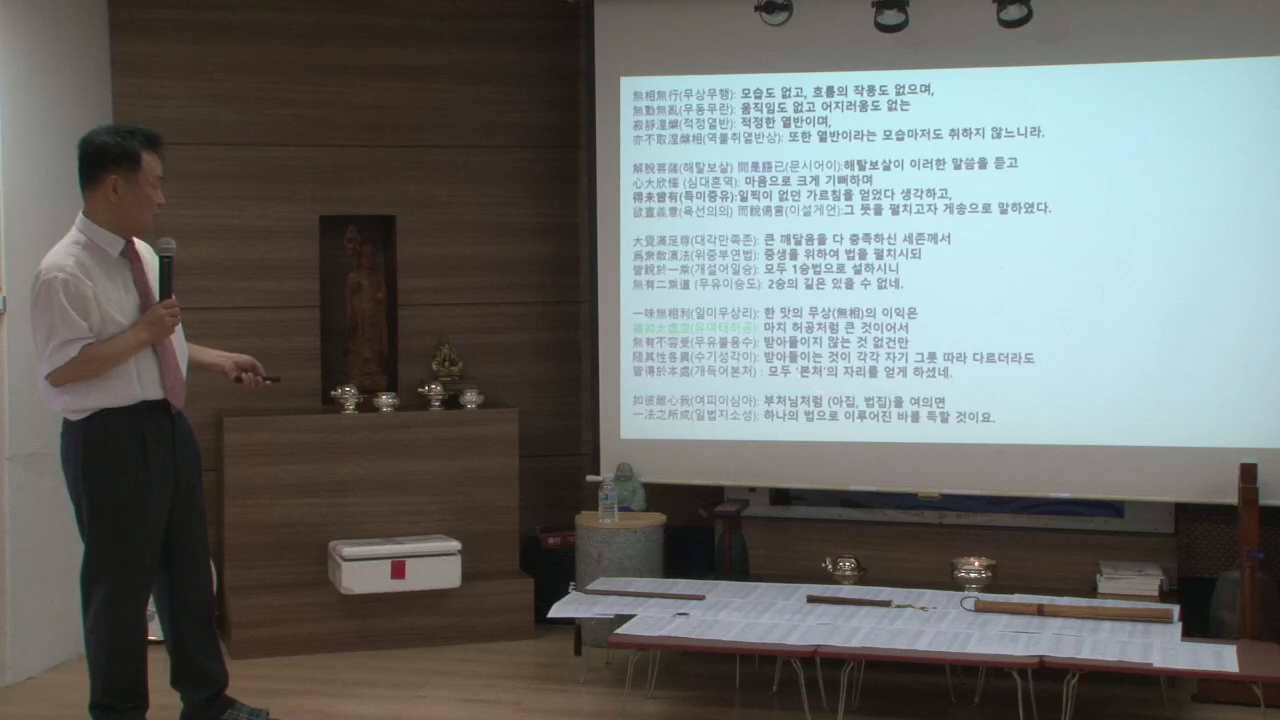 無相無行(무상무행): 모습도 없고, 흐름의 작용도 없으며,
無動無亂(무동무란): 움직임도 없고 어지러움도 없는
寂靜涅槃(적정열반): 적정한 열반이며,
亦不取涅槃相(역불취열반상): 또한 열반이라는 모습마저도 취하지 않느니라.
解脫菩薩(해탈보살) 聞是語已(문시어이):해탈보살이 이러한 말씀을 듣고
心大欣懌 (심대흔역): 마음으로 크게 기뻐하며
得未曾有(득미증유):일찍이 없던 가르침을 얻었다 생각하고,
欲宣義意(욕선의의) 而說偈言(이설게언):그 뜻을 펼치고자 게송으로 말하였다.
大覺滿足尊(대각만족존): 큰 깨달음을 다 충족하신 세존께서
爲衆敷演法(위중부연법): 중생을 위하여 법을 펼치시되
皆說於一乘(개설어일승): 모두 1승법으로 설하시니
無有二乘道 (무유이승도): 2승의 길은 있을 수 없네.
一味無相利(일미무상리): 한 맛의 무상(無相)의 이익은
猶如太虛空(유여태허공): 마치 허공처럼 큰 것이어서
無有不容受(무유불용수): 받아들이지 않는 것 없건만
隨其性各異(수기성각이): 받아들이는 것이 각각 자기 그릇 따라 다르더라도
皆得於本處(개득어본처) : 모두 '본처'의 자리를 얻게 하셨네.
如彼離心我(여피이심아): 부처님처럼 (아집, 법집)을 여의면
一法之所成(일법지소성): 하나의 법으로 이루어진 바를 득할 것이요.